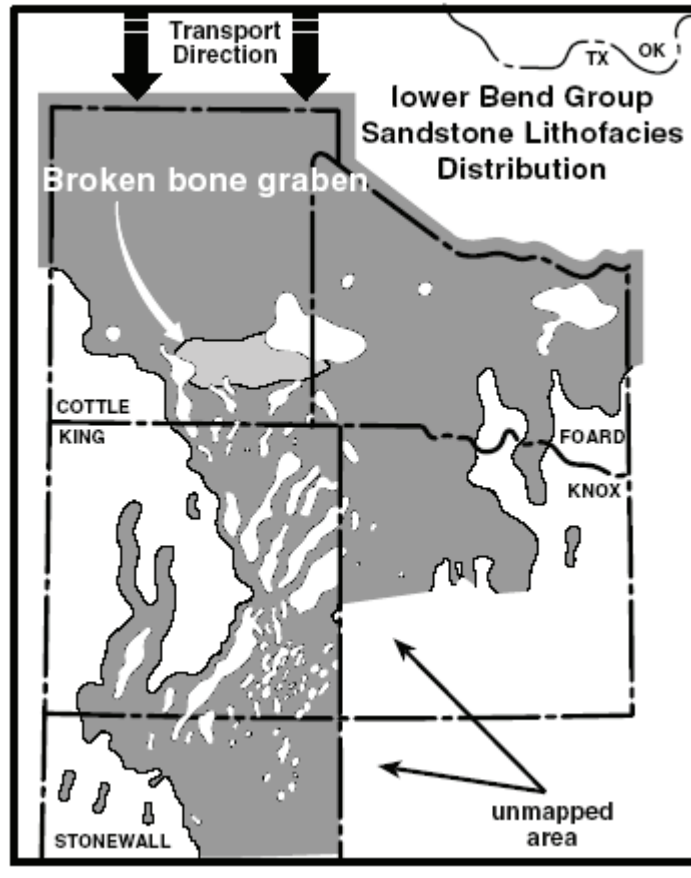 Transport
Direction
TX
OK
lower Bend Group
Sandstone Lithofacies
Distribution
Broken bone graben
COTTLE
KING
FOARD
KNOX
unmapped
area
STONEWALL